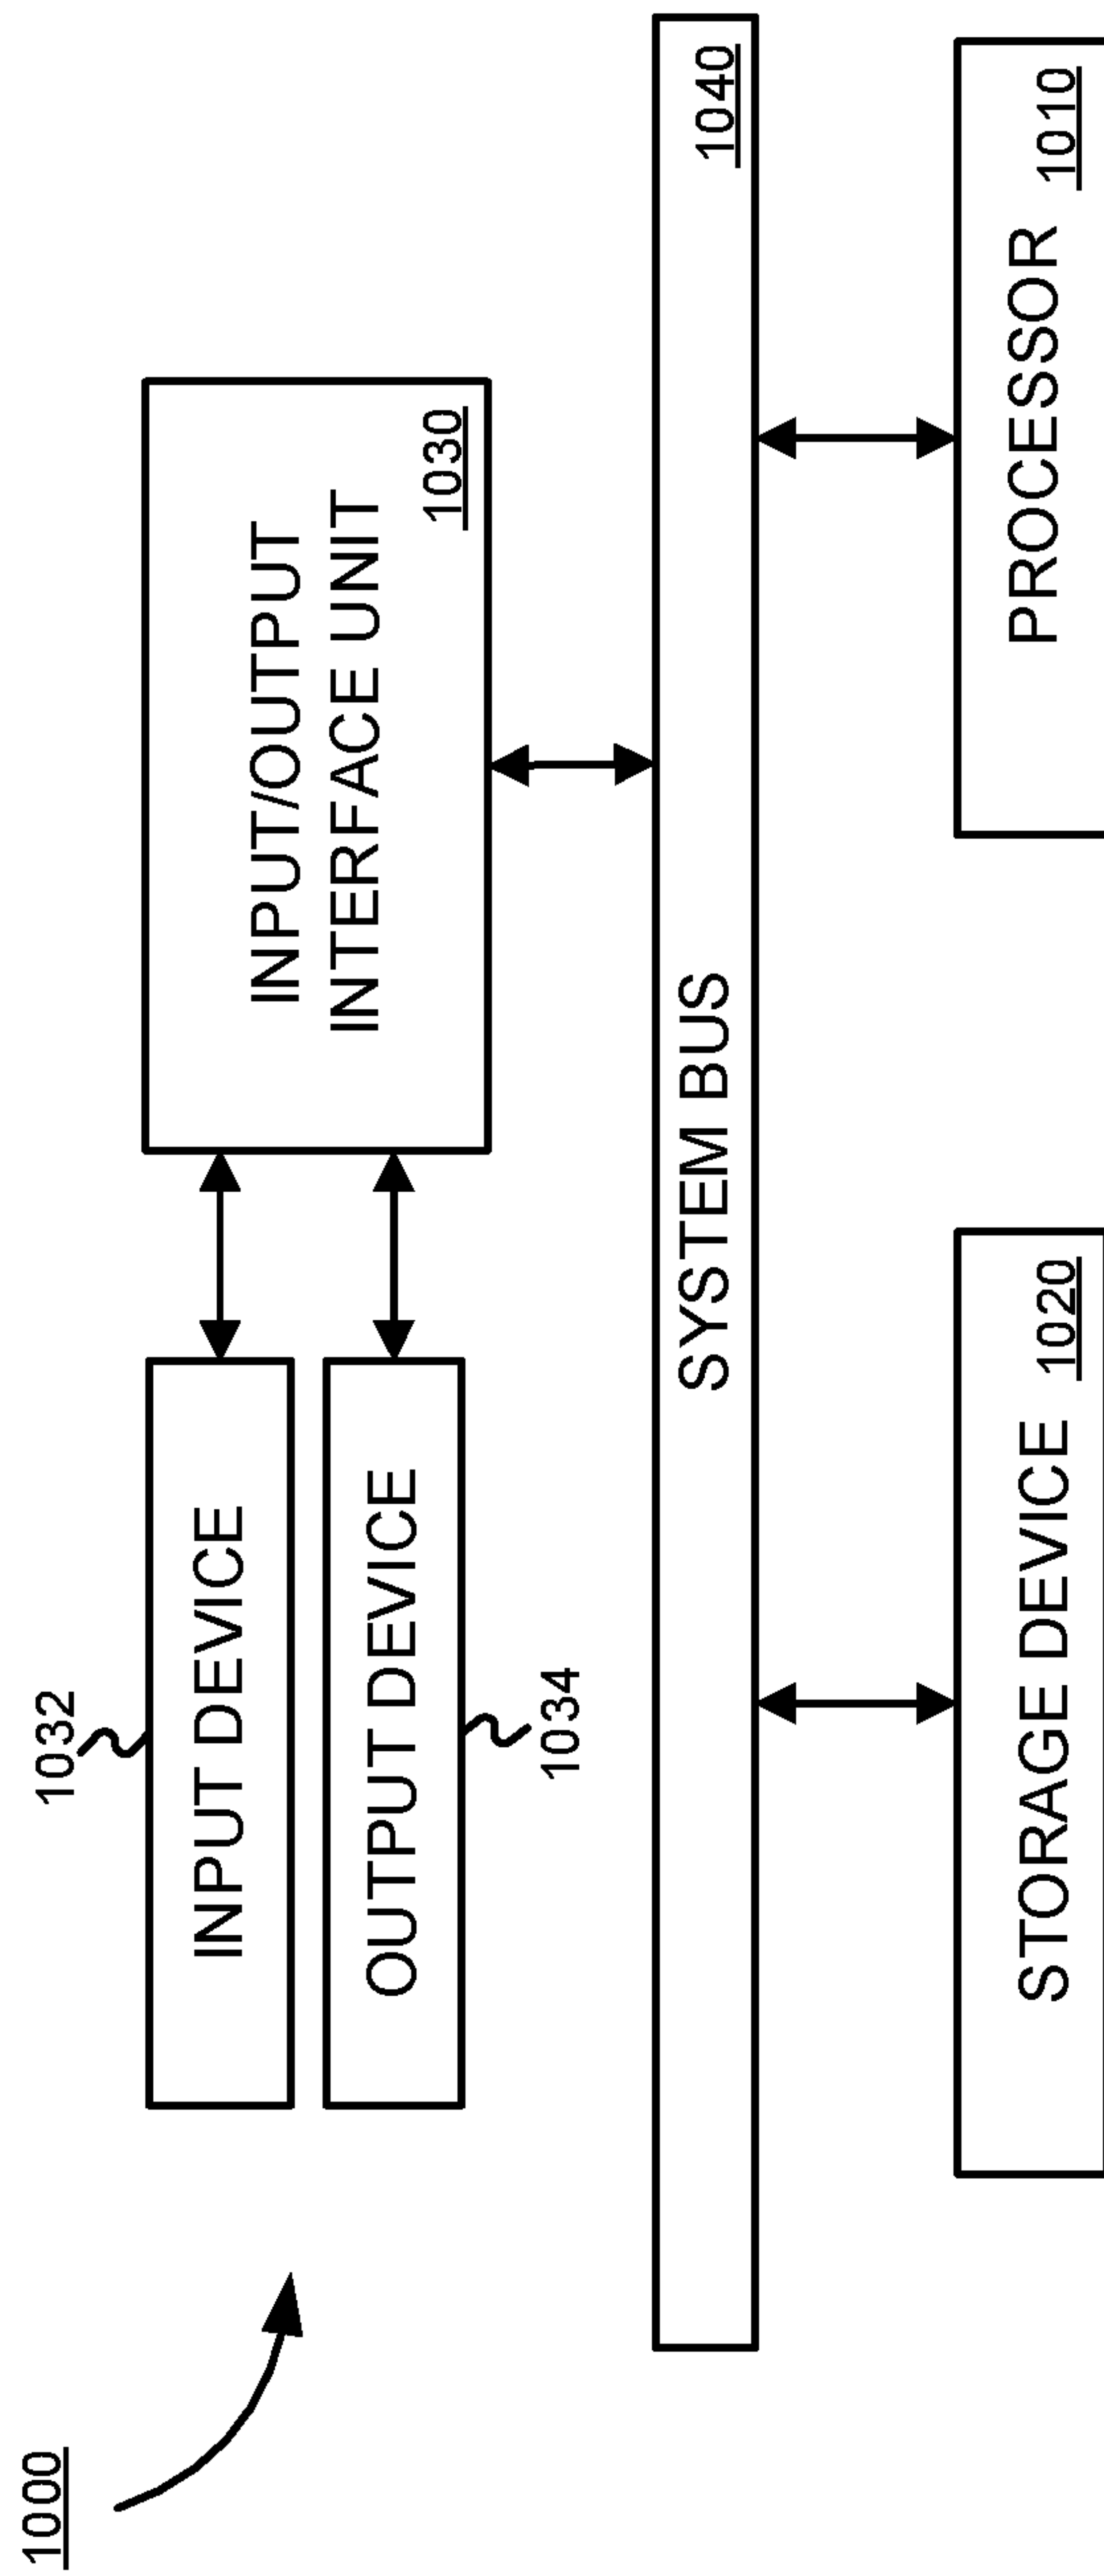 1000
1032
INPUT DEVICE
OUTPUT DEVICE
1034
INPUT/OUTPUT
INTERFACE UNIT
1030
SYSTEM BUS
1040
STORAGE DEVICE
1020
PROCESSOR
1010